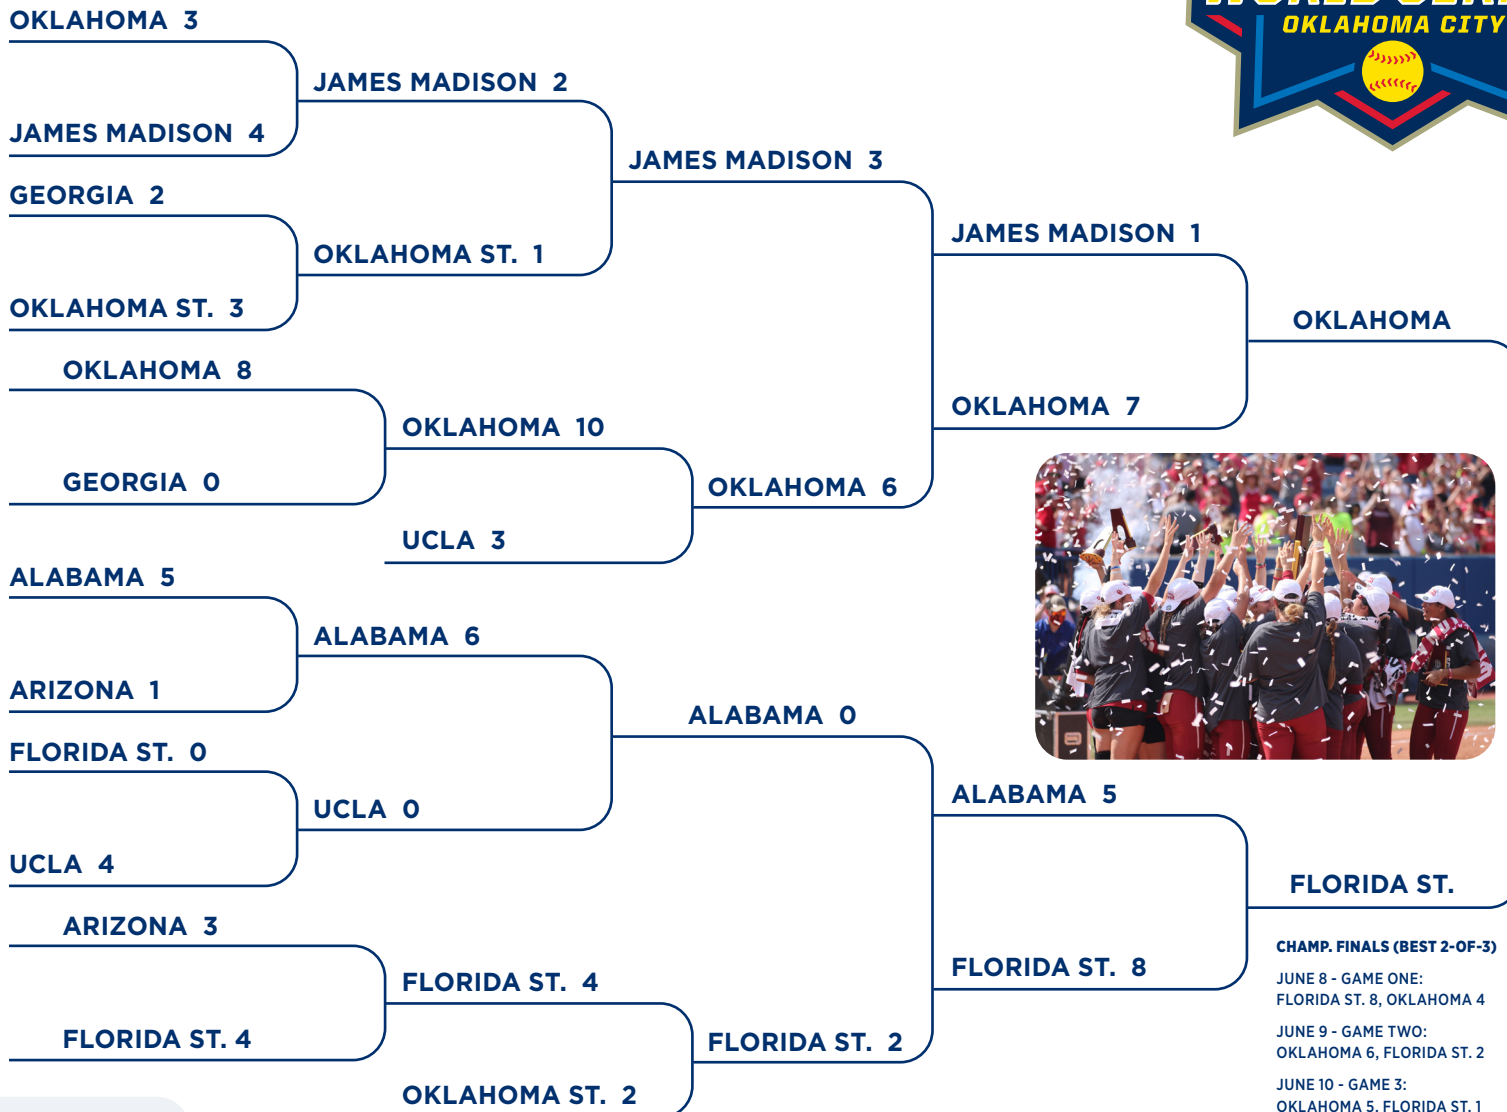 OKLAHOMA CITY
OKLAHOMA 3
JAMES MADISON 2
JAMES MADISON 4
JAMES MADISON 3
GEORGIA 2
JAMES MADISON 1
OKLAHOMA ST. 1
OKLAHOMA ST. 3
OKLAHOMA
OKLAHOMA 8
OKLAHOMA 7
OKLAHOMA 10
GEORGIA 0
OKLAHOMA 6
UCLA 3
ALABAMA 5
ALABAMA 6
ARIZONA 1
ALABAMA 0
FLORIDA ST. 0
ALABAMA 5
UCLA 0
UCLA 4
FLORIDA ST.
ARIZONA 3
FLORIDA ST. 8
FLORIDA ST. 4
FLORIDA ST. 4
FLORIDA ST. 2
OKLAHOMA ST. 2
CHAMP. FINALS (BEST 2-OF-3)
JUNE 8 - GAME ONE:
FLORIDA ST. 8, OKLAHOMA 4
JUNE 9 - GAME TWO:
OKLAHOMA 6, FLORIDA ST. 2
JUNE 10 - GAME 3:
OKLAHOMA 5, FLORIDA ST. 1